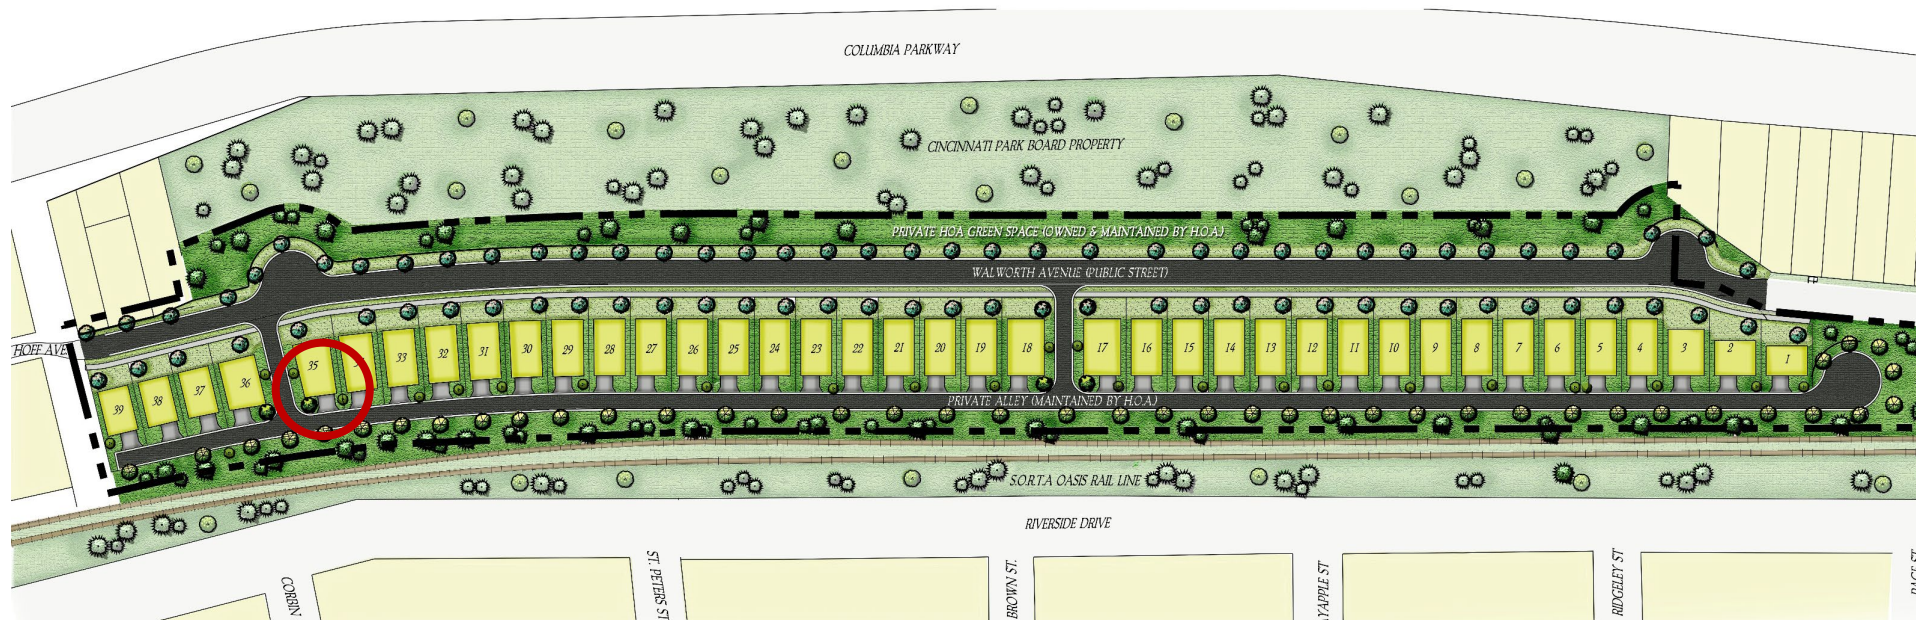 COLUMBIA PARKWAY
CINCINNATI PARK BOARD PROPERTY
PRIVATE HOA GREEN SPACE (OWNED & MAINTAINED BY H.O.A.)
WALWORTH AVENUE (PUBLIC STREET)
HOFF AVE
39
38
37
36
35
33
32
31
30
29
28
27
26
25
24
23
22
21
20
19
18
17
16
15
14
13
12
11
10
9
8
7
6
5
4
3
2
1
PRIVATE ALLEY (MAINTAINED BY H.O.A.)
S.O.R.T.A OASIS RAIL LINE
RIVERSIDE DRIVE
CORBIN
ST. PETERS ST
BROWN ST.
YAPPLE ST
RIDGELEY ST